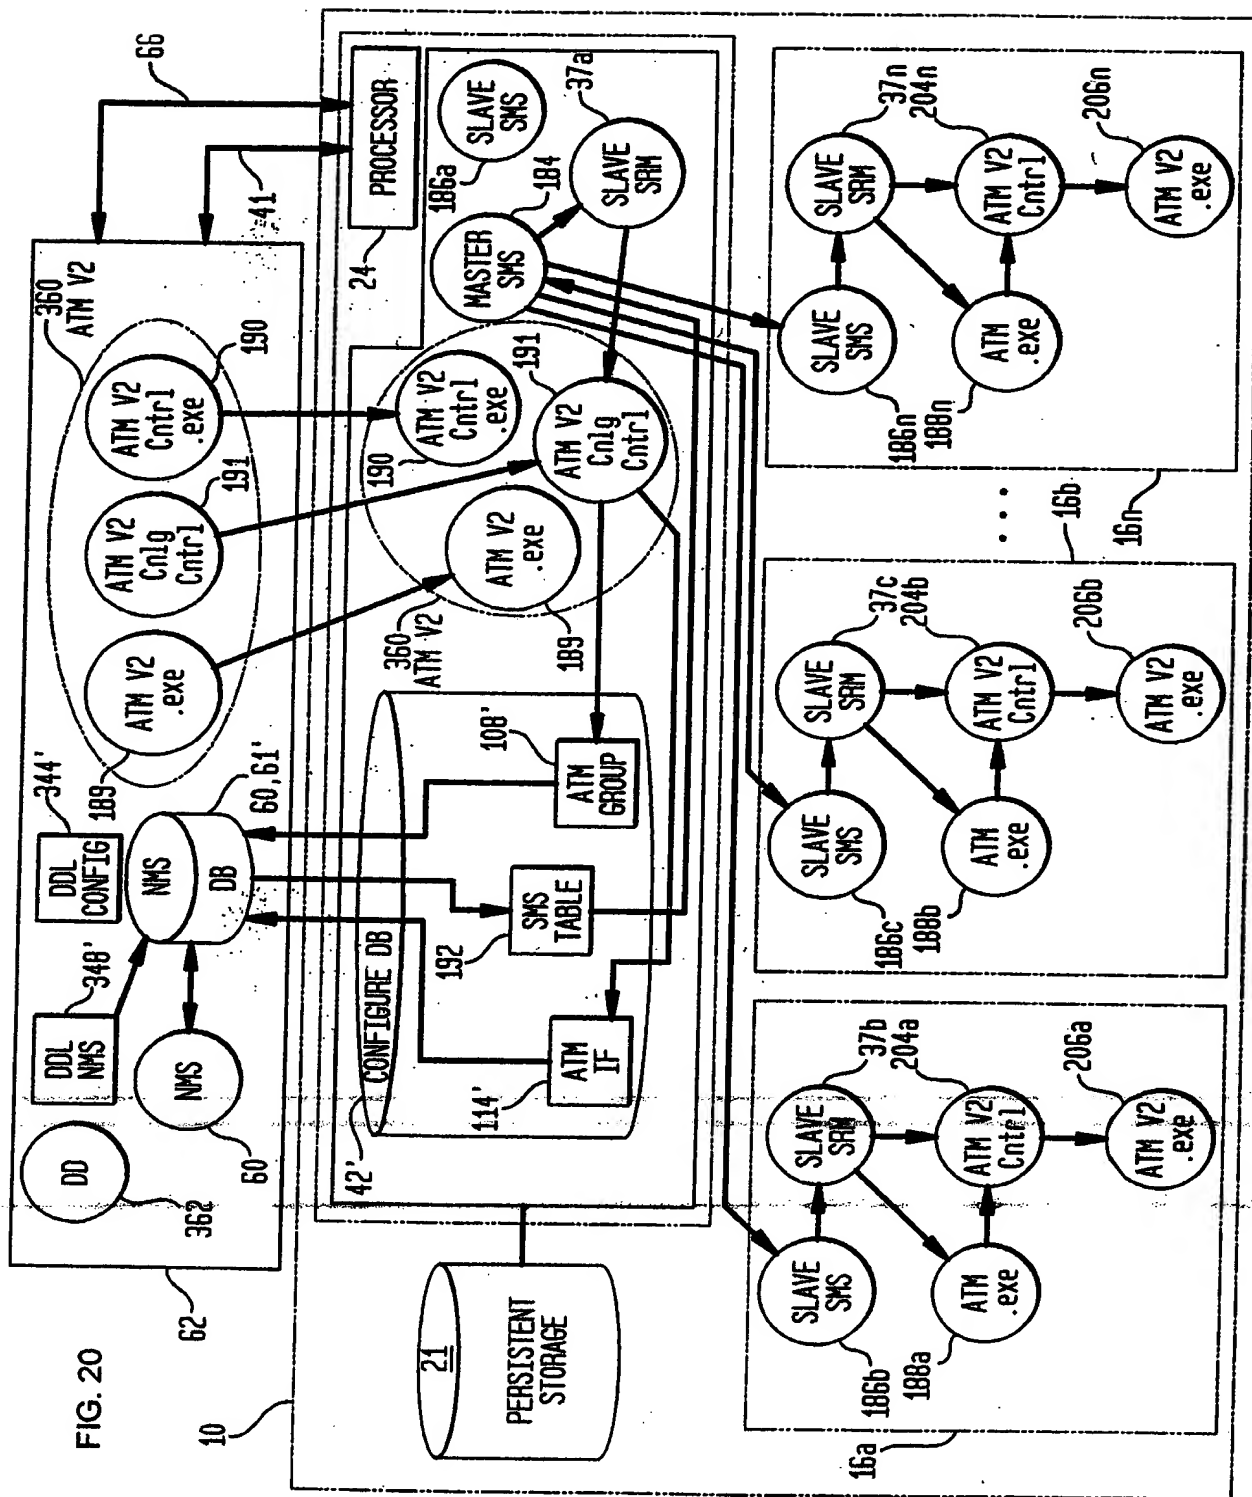 FIG. 20
62
362
DD
60
NMS
348'
DDL
NMS
344'
DDL
CONFIG
NMS
DB
60, 61'
189
ATM V2
.exe
ATM V2
Cnlg
Cntrl
191
ATM V2
Cntrl
.exe
190
360
ATM V2
41
66
10
21
PERSISTENT
STORAGE
42'
CONFIGURE DB
114'
ATM
IF
192
SMS
TABLE
108'
ATM
GROUP
360
ATM V2
189
ATM V2
.exe
190
ATM V2
Cntrl
.exe
191
ATM V2
Cnlg
Cntrl
24
PROCESSOR
MASTER
SMS
184
186a
SLAVE
SMS
SLAVE
SRM
37a
16a
186b
SLAVE
SMS
188a
ATM
.exe
SLAVE
SRM
37b
204a
ATM V2
Cntrl
206a
ATM V2
.exe
16b
186c
SLAVE
SMS
188b
ATM
.exe
SLAVE
SRM
37c
204b
ATM V2
Cntrl
206b
ATM V2
.exe
16n
186n
SLAVE
SMS
188n
ATM
.exe
SLAVE
SRM
37n
204n
ATM V2
Cntrl
206n
ATM V2
.exe